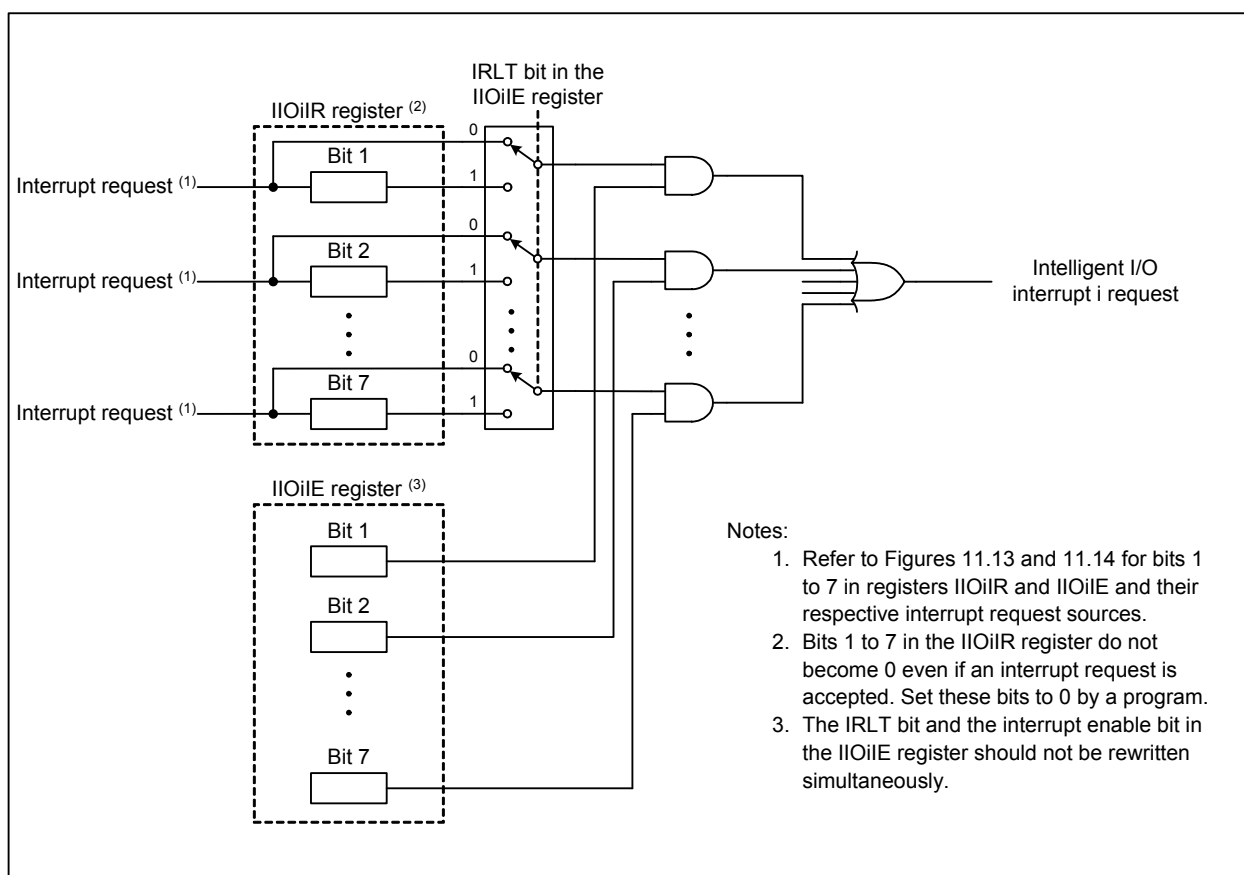 IRLT bit in the
IIOiIE register
IIOiIR register (2)
0
Bit 1
Interrupt request (1)
1
0
Bit 2
Interrupt request (1)
1
Intelligent I/O
interrupt i request
0
Bit 7
Interrupt request (1)
1
IIOiIE register (3)
Bit 1
Bit 2
Bit 7
Notes:
1. Refer to Figures 11.13 and 11.14 for bits 1
to 7 in registers IIOiIR and IIOiIE and their
respective interrupt request sources.
2. Bits 1 to 7 in the IIOiIR register do not
become 0 even if an interrupt request is
accepted. Set these bits to 0 by a program.
3. The IRLT bit and the interrupt enable bit in
the IIOiIE register should not be rewritten
simultaneously.